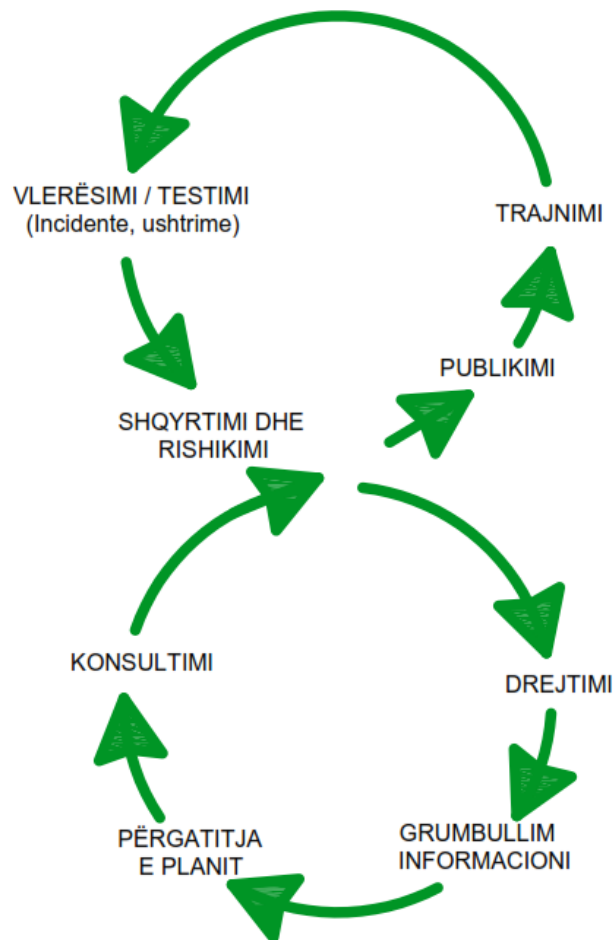 VLERËSIMI / TESTIMI
(Incidente, ushtrime)
TRAJNIMI
PUBLIKIMI
SHQYRTIMI DHE
RISHIKIMI
KONSULTIMI
DREJTIMI
PËRGATITJA
E PLANIT
GRUMBULLIM
INFORMACIONI